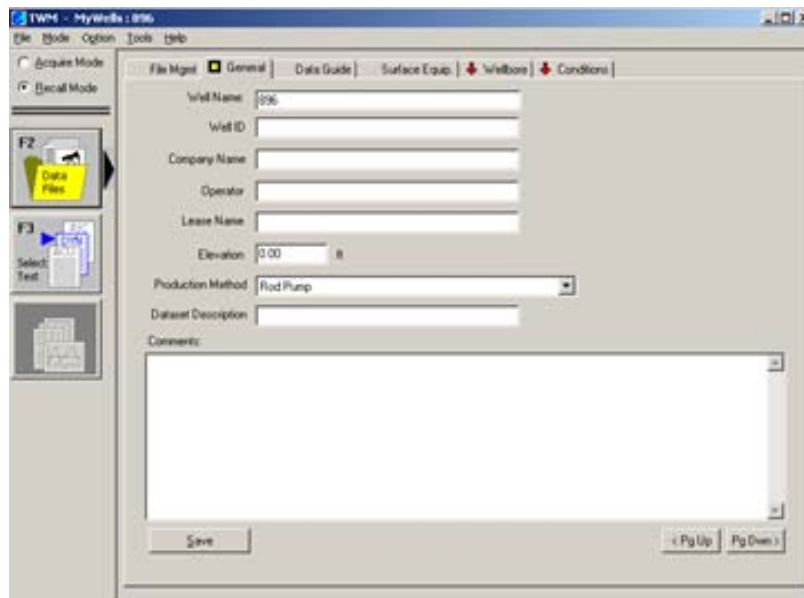 TWM - MyWells : 896
File Mode Option Tools Help
Acquire Mode
Recall Mode
File Mgmt General Data Guide Surface Equip. Wellbore Conditions
F2
Data
Files
F3
Select
Test
Well Name 896
Well ID
Company Name
Operator
Lease Name
Elevation 0.00 ft
Production Method Rod Pump
Dataset Description
Comments:
Save
< Pg Up Pg Dwn >